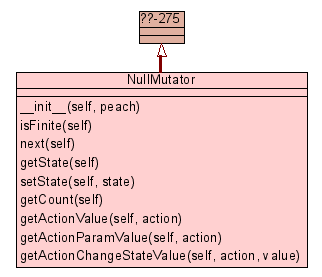 ??-275
NullMutator
__init__(self, peach)
isFinite(self)
next(self)
getState(self)
setState(self, state)
getCount(self)
getActionValue(self, action)
getActionParamValue(self, action)
getActionChangeStateValue(self, action, value)